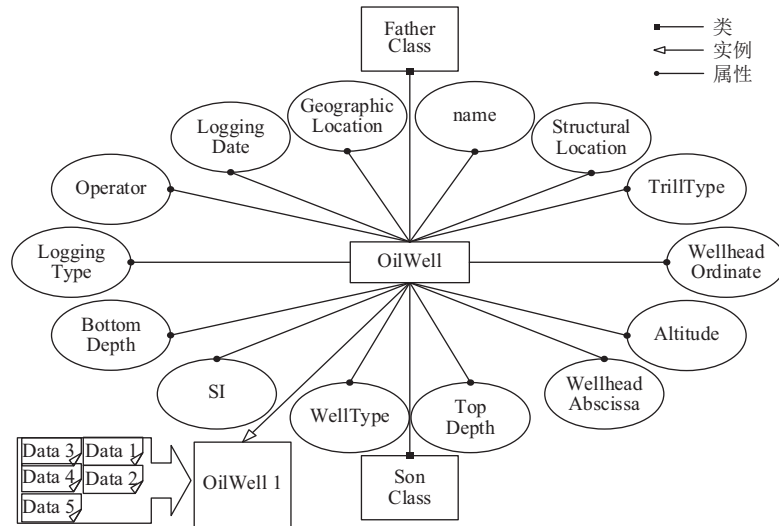 Father
Class
类
实例
属性
Geographic
Location
name
Logging
Date
Structural
Location
Operator
TrillType
Logging
Type
OilWell
Wellhead
Ordinate
Bottom
Depth
Altitude
SI
WellType
Top
Depth
Wellhead
Abscissa
Data 3
Data 1
Data 4
Data 2
Data 5
OilWell 1
Son
Class